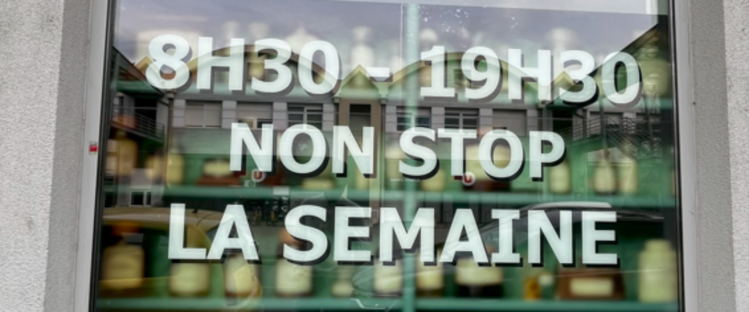 8H30 - 19H30
NON STOP
LA SEMAINE